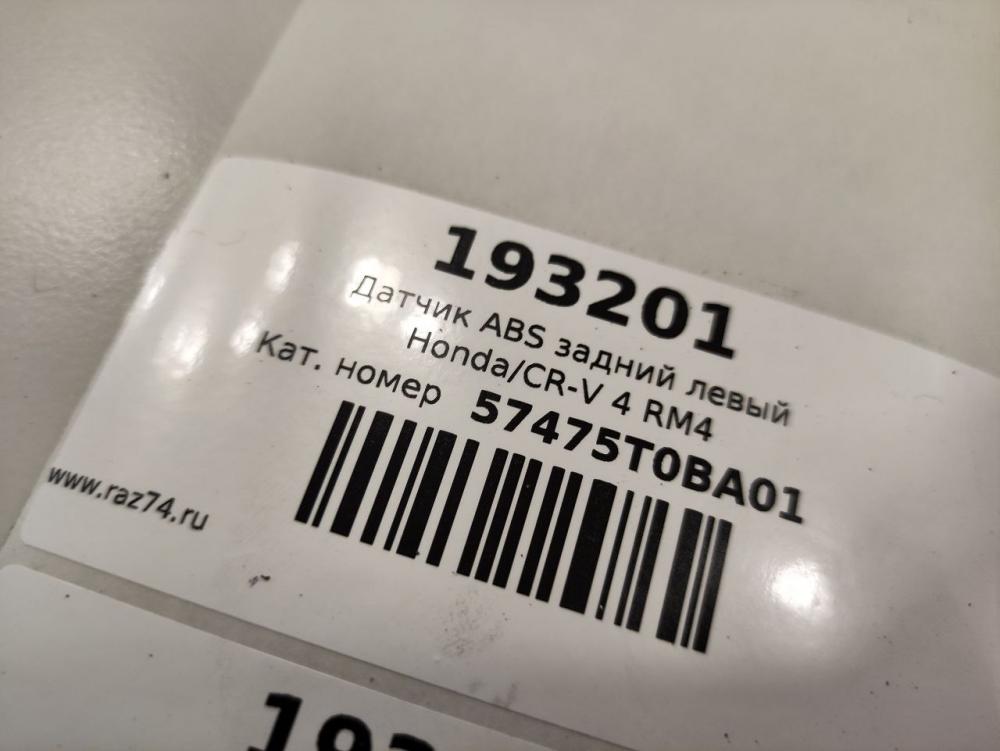 193201
Датчик ABS задний левый
Honda/CR-V 4 RM4
Кат. номер 57475T0BA01
www.raz74.ru